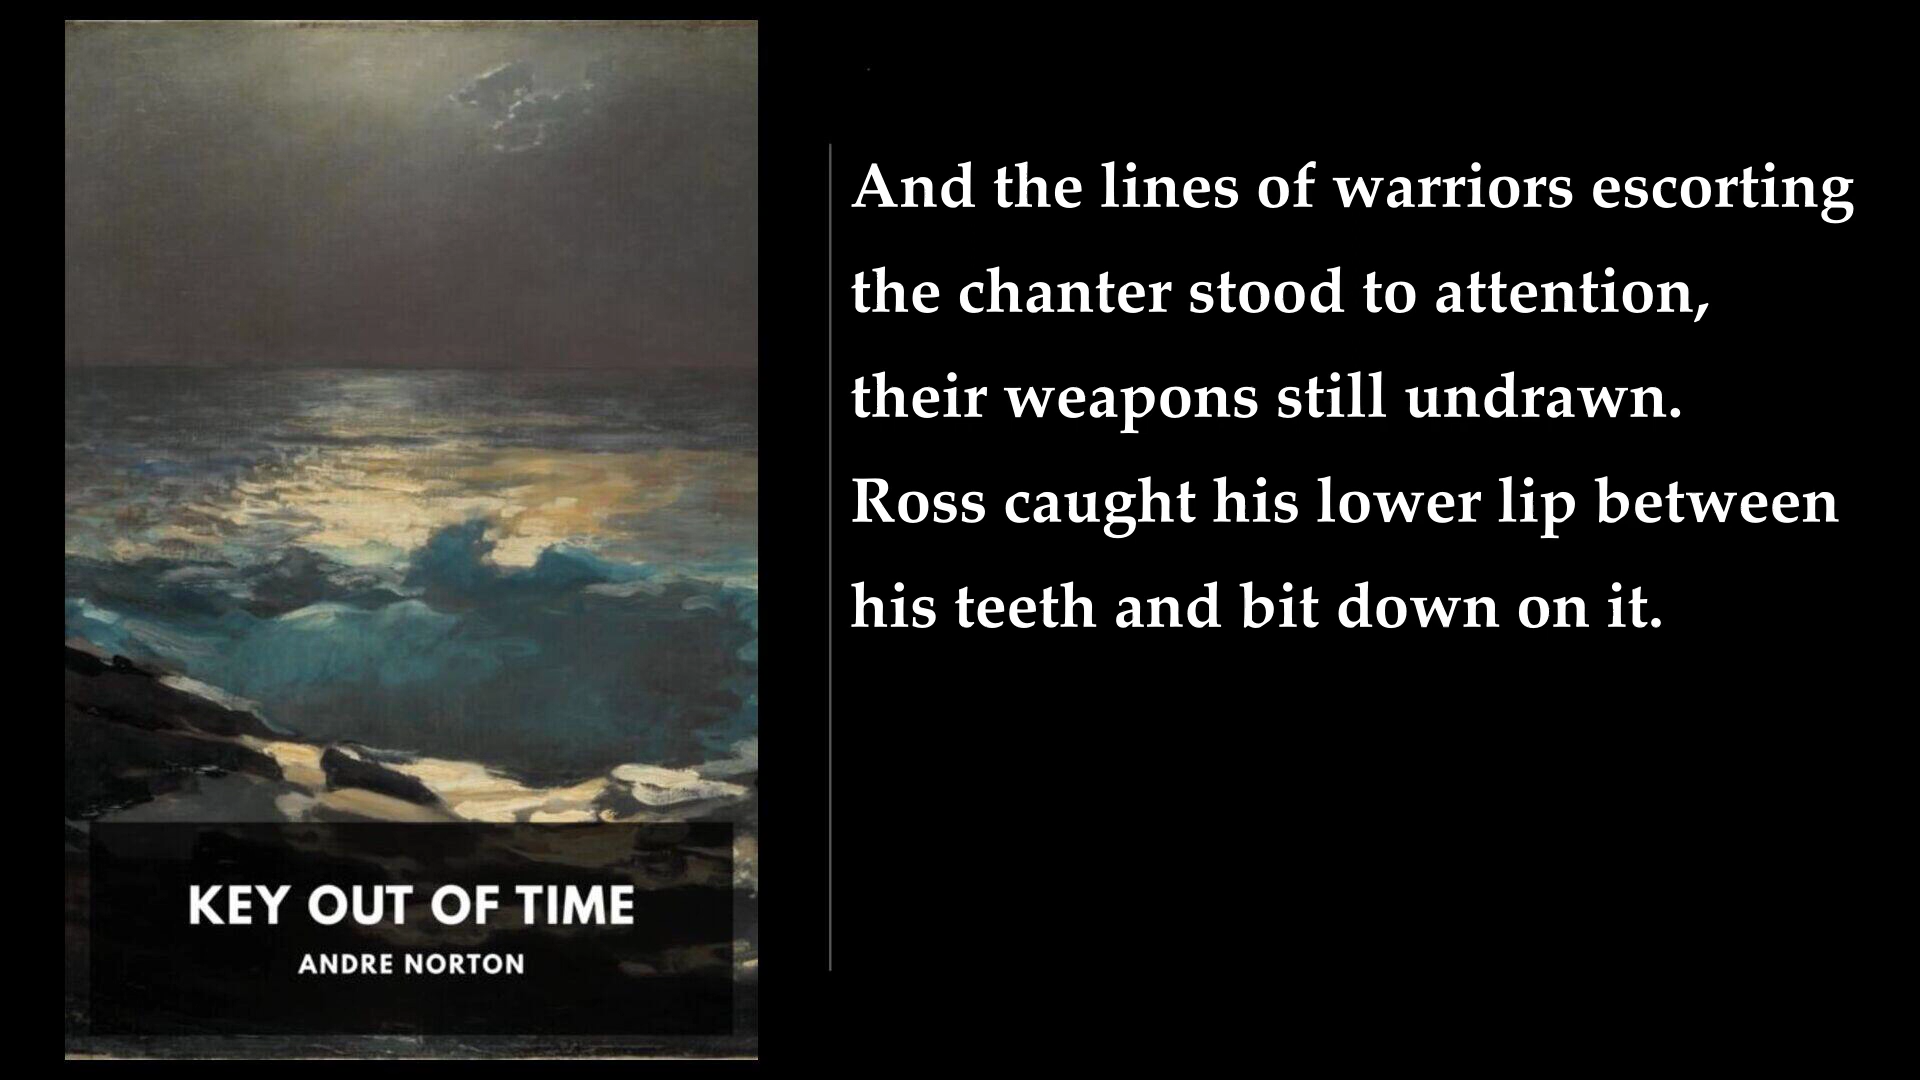 And the lines of warriors escorting
the chanter stood to attention,
their weapons still undrawn.
Ross caught his lower lip between
his teeth and bit down on it.
KEY OUT OF TIME
ANDRE NORTON